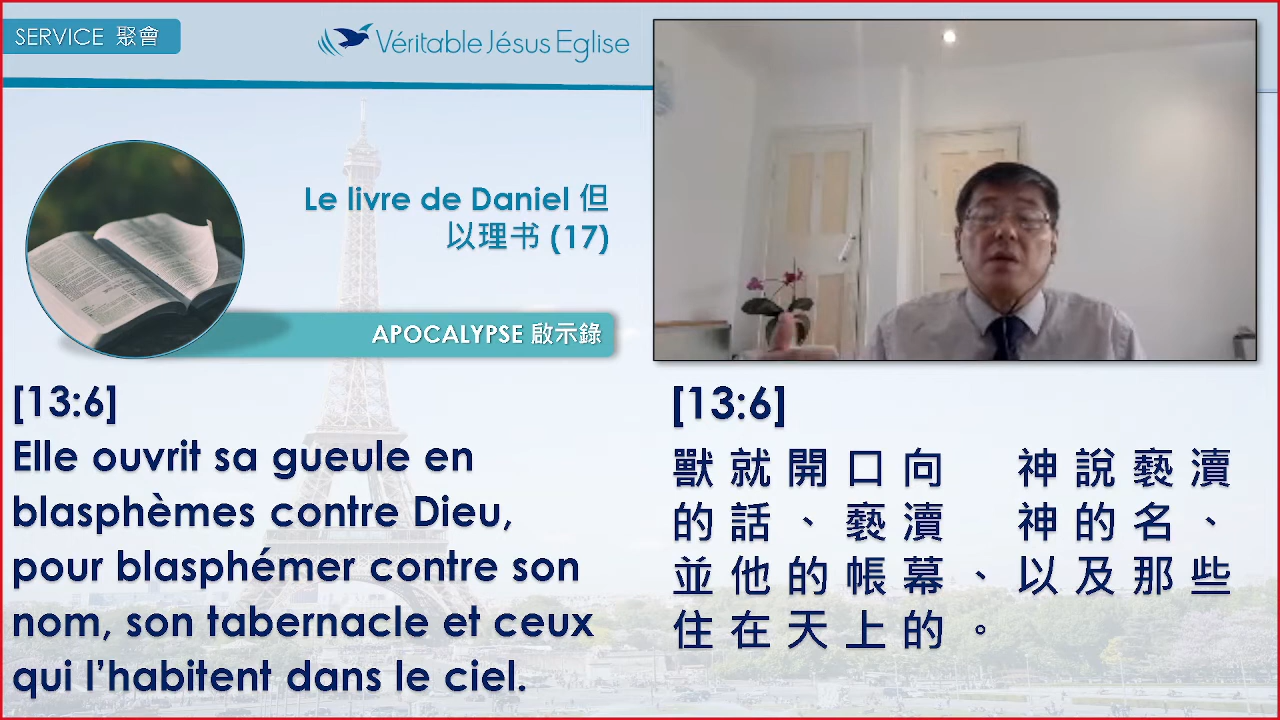 SERVICE 聚會
Véritable Jésus Eglise
Le livre de Daniel 但
以理书 (17)
APOCALYPSE 啟示錄
[13:6]
Elle ouvrit sa gueule en
blasphèmes contre Dieu,
pour blasphémer contre son
nom, son tabernacle et ceux
qui l’habitent dans le ciel.
[13:6]
獸就開口向　神說褻瀆
的話、褻瀆　神的名、
並他的帳幕、以及那些
住在天上的。